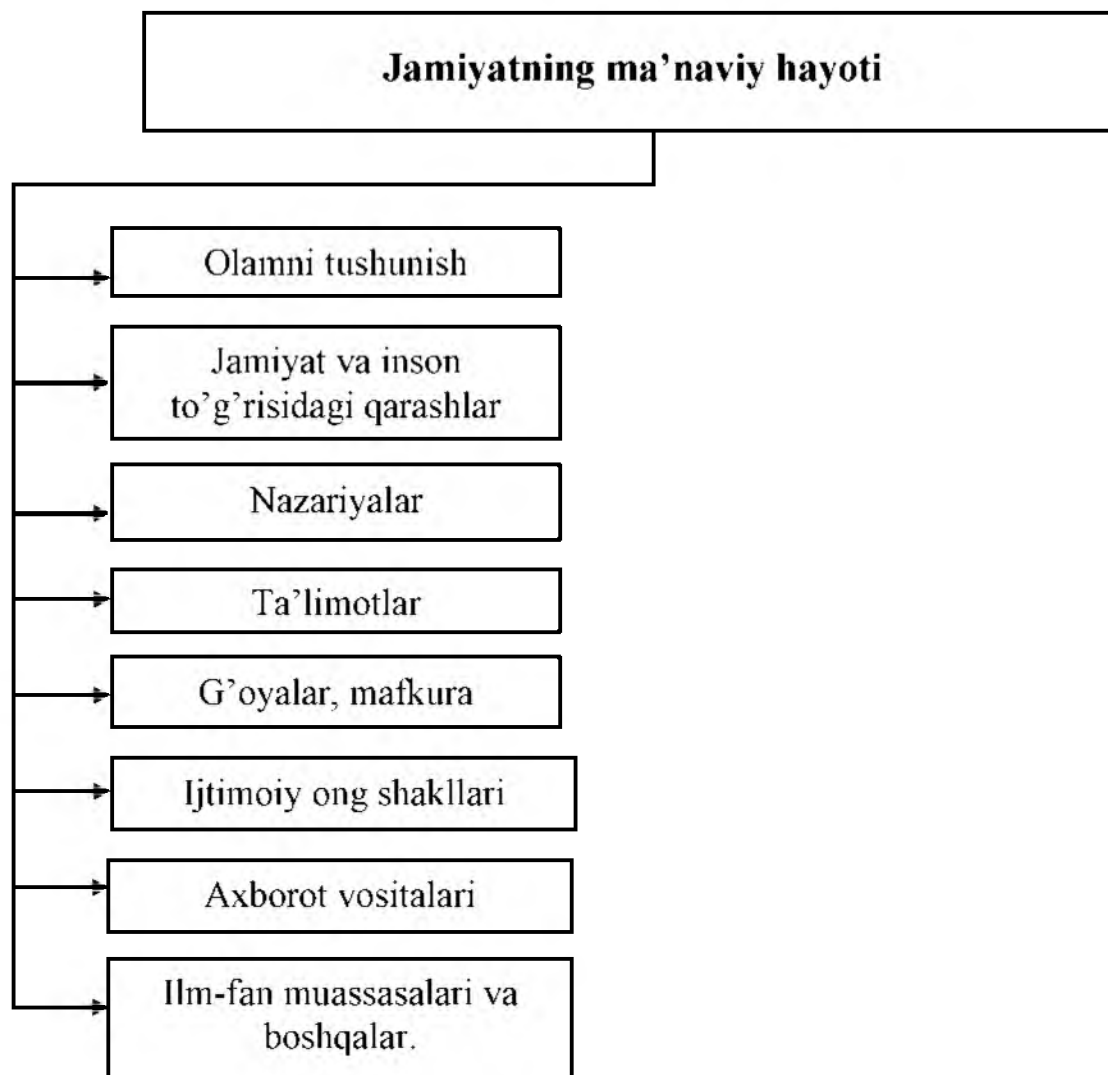 Jamiyatning ma’naviy hayoti
Olamni tushunish
Jamiyat va inson
to’g’risidagi qarashlar
Nazariyalar
Ta’limotlar
G’oyalar, mafkura
Ijtimoiy ong shakllari
Axborot vositalari
Ilm-fan muassasalari va
boshqalar.